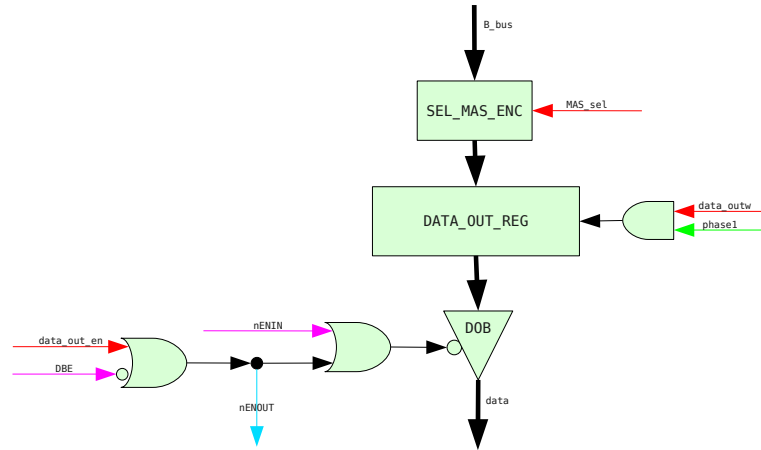 B_bus
SEL_MAS_ENC
MAS_sel
DATA_OUT_REG
data_outw
phase1
DOB
nENIN
data_out_en
DBE
nENOUT
data